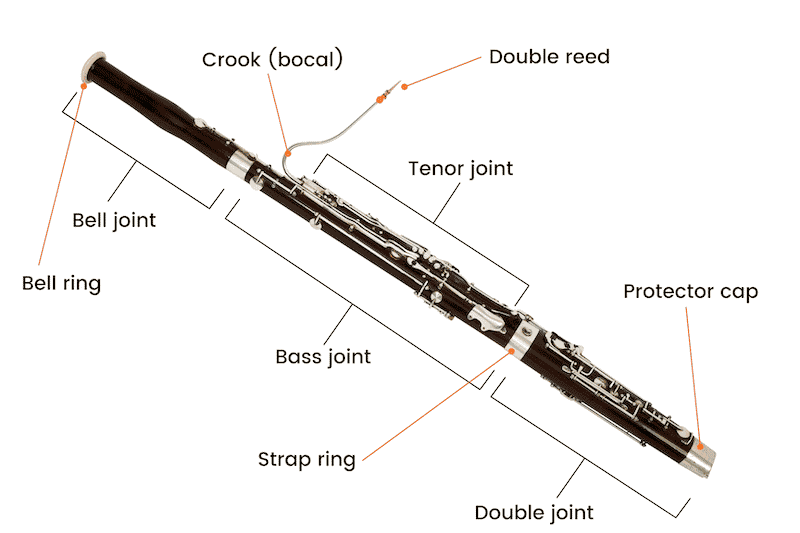 Crook (bocal)
Double reed
Tenor joint
Bell joint
Bell ring
Protector cap
Bass joint
Strap ring
Double joint